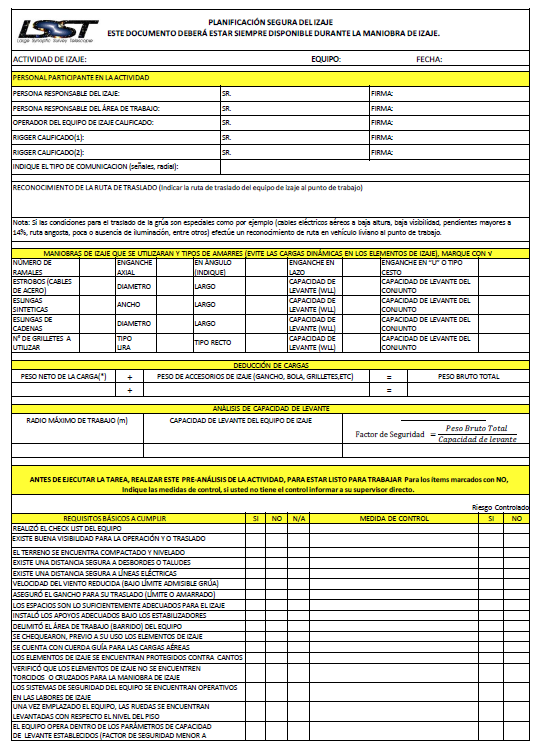 LSST
Large Synoptic Survey Telescope
PLANIFICACIÓN SEGURA DEL IZAJE
ESTE DOCUMENTO DEBERÁ ESTAR SIEMPRE DISPONIBLE DURANTE LA MANIOBRA DE IZAJE.
ACTIVIDAD DE IZAJE: EQUIPO: FECHA:
PERSONAL PARTICIPANTE EN LA ACTIVIDAD
PERSONA RESPONSABLE DEL IZAJE: SR. FIRMA:
PERSONA RESPONSABLE DEL ÁREA DE TRABAJO: SR. FIRMA:
OPERADOR DEL EQUIPO DE IZAJE CALIFICADO: SR. FIRMA:
RIGGER CALIFICADO(1): SR. FIRMA:
RIGGER CALIFICADO(2): SR. FIRMA:
INDIQUE EL TIPO DE COMUNICACION (señales, radial):
RECONOCIMIENTO DE LA RUTA DE TRASLADO (Indicar la ruta de traslado del equipo de izaje al punto de trabajo)
Nota: Si las condiciones para el traslado de la grúa son especiales como por ejemplo (cables eléctricos aéreos a baja altura, baja visibilidad, pendientes mayores a
14%, ruta angosta, poca o ausencia de iluminación, entre otros) efectúe un reconocimiento de ruta en vehículo liviano al punto de trabajo.
MANIOBRAS DE IZAJE QUE SE UTILIZARAN Y TIPOS DE AMARRES (EVITE LAS CARGAS DINÁMICAS EN LOS ELEMENTOS DE IZAJE), MARQUE CON √
NÚMERO DE RAMALES ENGANCHE AXIAL EN ÁNGULO (INDIQUE) ENGANCHE EN LAZO ENGANCHE EN "U" O TIPO CESTO
ESTROBOS (CABLES DE ACERO) DIAMETRO LARGO CAPACIDAD DE LEVANTE (WLL) CAPACIDAD DE LEVANTE DEL CONJUNTO
ESLINGAS SINTETICAS ANCHO LARGO CAPACIDAD DE LEVANTE (WLL) CAPACIDAD DE LEVANTE DEL CONJUNTO
ESLINGAS DE CADENAS DIAMETRO LARGO CAPACIDAD DE LEVANTE (WLL) CAPACIDAD DE LEVANTE DEL CONJUNTO
N° DE GRILLETES A UTILIZAR TIPO LIRA TIPO RECTO CAPACIDAD DE LEVANTE (WLL) CAPACIDAD DE LEVANTE DEL CONJUNTO
DEDUCCIÓN DE CARGAS
PESO NETO DE LA CARGA(*) + PESO DE ACCESORIOS DE IZAJE (GANCHO, BOLA, GRILLETES,ETC) = PESO BRUTO TOTAL
+ =
ANÁLISIS DE CAPACIDAD DE LEVANTE
RADIO MÁXIMO DE TRABAJO (m) CAPACIDAD DE LEVANTE DEL EQUIPO DE IZAJE
Factor de Seguridad = Peso Bruto Total / Capacidad de levante
ANTES DE EJECUTAR LA TAREA, REALIZAR ESTE PRE-ANÁLISIS DE LA ACTIVIDAD, PARA ESTAR LISTO PARA TRABAJAR Para los ítems marcados con NO,
Indique las medidas de control, si usted no tiene el control informar a su supervisor directo.
Riesgo Controlado
REQUISITOS BÁSICOS A CUMPLIR SI NO N/A MEDIDA DE CONTROL SI NO
REALIZÓ EL CHECK LIST DEL EQUIPO
EXISTE BUENA VISIBILIDAD PARA LA OPERACIÓN Y O TRASLADO
EL TERRENO SE ENCUENTRA COMPACTADO Y NIVELADO
EXISTE UNA DISTANCIA SEGURA A DESBORDES O TALUDES
EXISTE UNA DISTANCIA SEGURA A LÍNEAS ELÉCTRICAS
VELOCIDAD DEL VIENTO REDUCIDA (BAJO LÍMITE ADMISIBLE GRÚA)
ASEGURÓ EL GANCHO PARA SU TRASLADO (LÍMITE O AMARRADO)
LOS ESPACIOS SON LO SUFICIENTEMENTE ADECUADOS PARA EL IZAJE
INSTALÓ LOS APOYOS ADECUADOS BAJO LOS ESTABILIZADORES
DELIMITÓ EL ÁREA DE TRABAJO (BARRIDO) DEL EQUIPO
SE CHEQUEARON, PREVIO A SU USO LOS ELEMENTOS DE IZAJE
SE CUENTA CON CUERDA GUÍA PARA LAS CARGAS AÉREAS
LOS ELEMENTOS DE IZAJE SE ENCUENTRAN PROTEGIDOS CONTRA CANTOS
VERIFICÓ QUE LOS ELEMENTOS DE IZAJE NO SE ENCUENTREN
TORCIDOS O CRUZADOS PARA LA MANIOBRA DE IZAJE
LOS SISTEMAS DE SEGURIDAD DEL EQUIPO SE ENCUENTRAN OPERATIVOS
EN LAS LABORES DE IZAJE
UNA VEZ EMPLAZADO EL EQUIPO, LAS RUEDAS SE ENCUENTRAN
LEVANTADAS CON RESPECTO EL NIVEL DEL PISO
EL EQUIPO OPERA DENTRO DE LOS PARÁMETROS DE CAPACIDAD
DE LEVANTE ESTABLECIDOS (FACTOR DE SEGURIDAD MENOR A